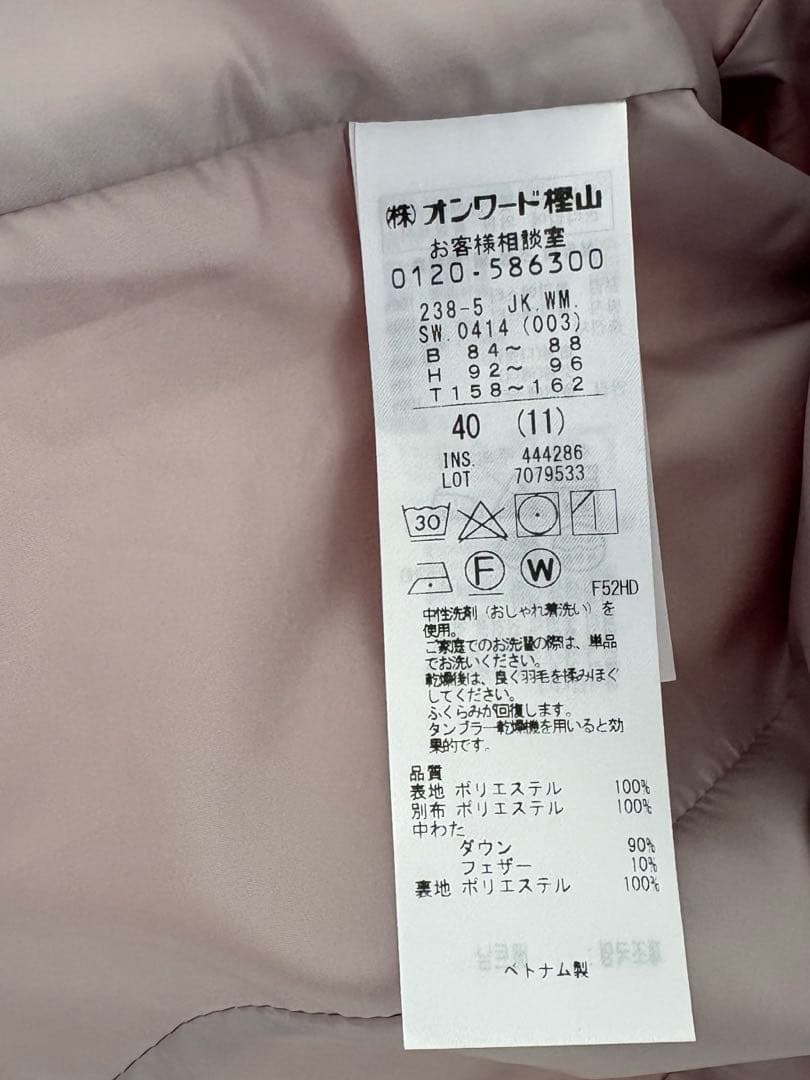 (株)オンワード樫山
お客様相談室
0120-586300
238-5 JK.WM.
SW.0414(003)
B 84～ 88
H 92～ 96
T158～162
40 (11)
INS. 444286
LOT 7079533
30
F W F52HD
中性洗剤(おしゃれ着洗い)を
使用。
ご家庭でのお洗濯の際は、単品
でお洗いください。
乾燥後は、良く羽毛を揉みほぐ
してください。
ふくらみが回復します。
タンブラー乾燥機を用いると効
果的です。
品質
表地 ポリエステル 100%
別布 ポリエステル 100%
中わた
ダウン 90%
フェザー 10%
裏地 ポリエステル 100%
ベトナム製